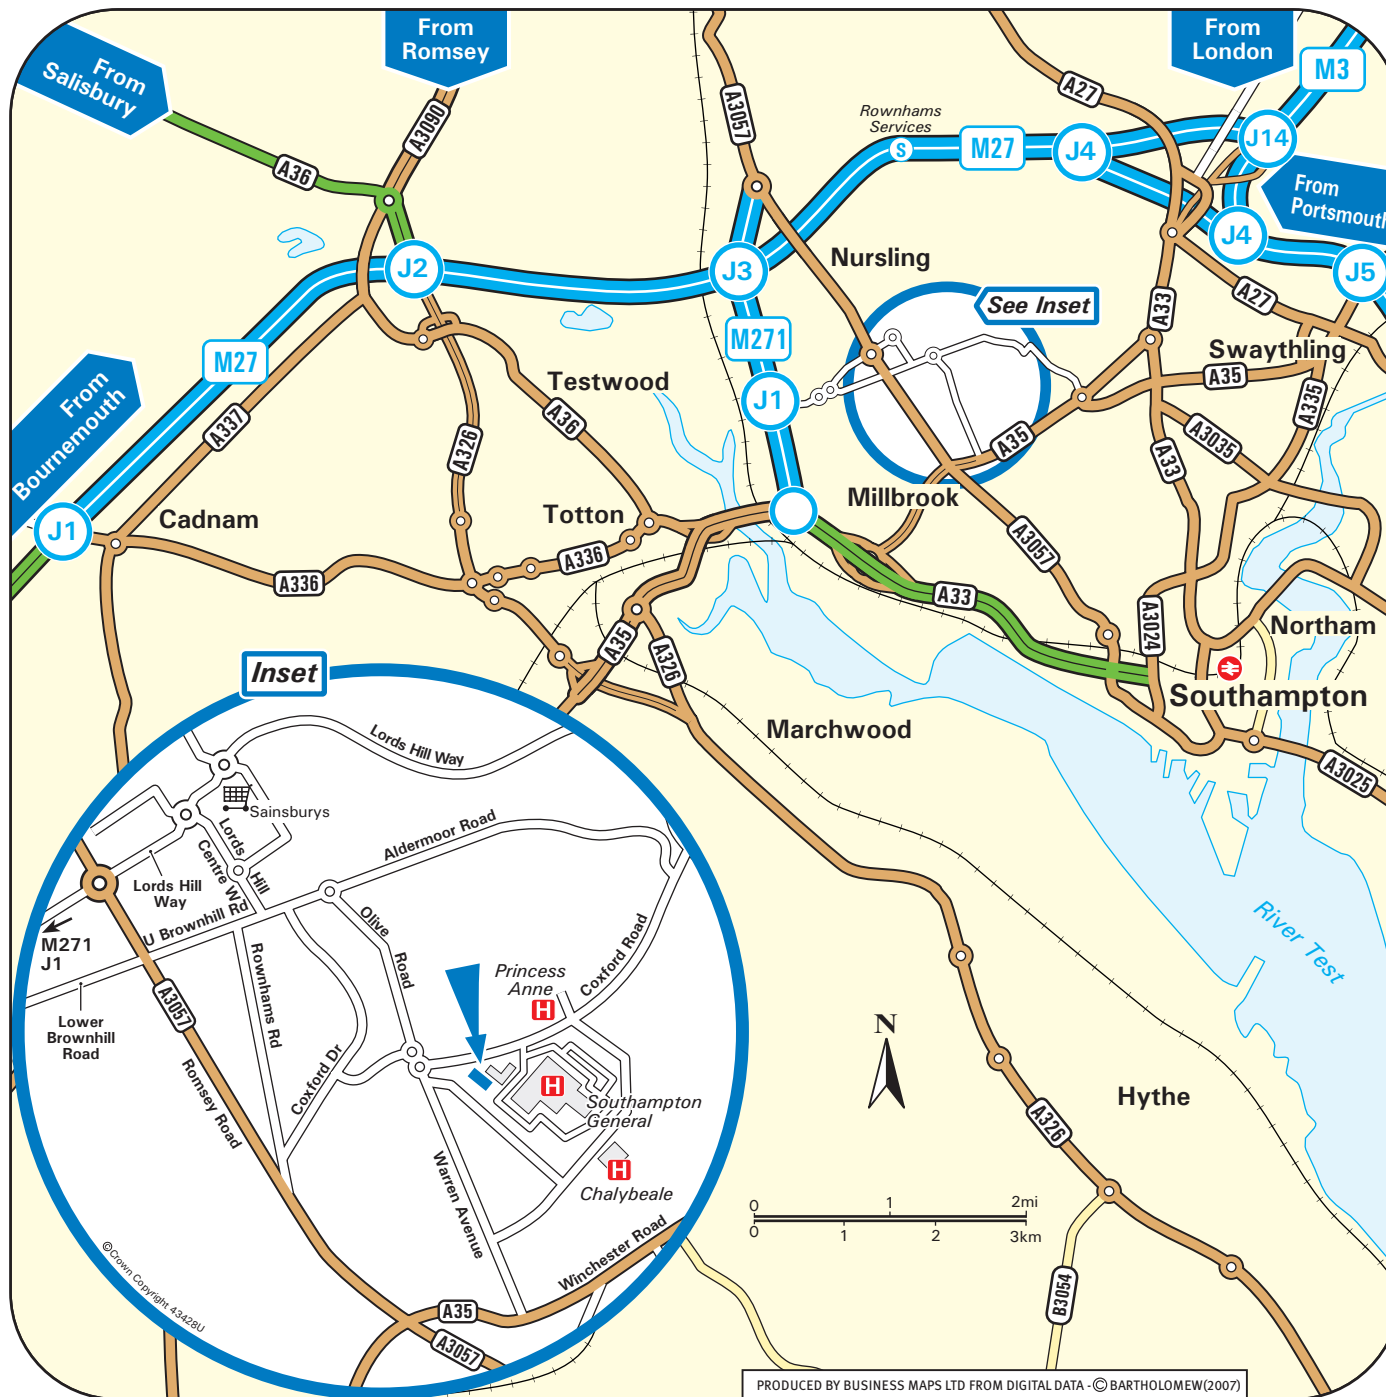 From
Salisbury
From
Romsey
From
London
M3
A27
A3090
A3057
Rownhams
Services
S
M27
J4
J14
A36
From
Portsmouth
J4
J5
J2
J3
Nursling
A27
A33
See Inset
M27
M271
Swaythling
A35
From
Bournemouth
Testwood
J1
A337
A36
A326
A35
A3035
A335
A33
Millbrook
J1
Cadnam
Totton
A3057
A336
A336
A33
A3024
Northam
A35
A326
Southampton
Inset
Marchwood
A3025
Lords Hill Way
Sainsburys
Lords
Hill
Centre Wy
Aldermoor Road
Lords Hill
Way
U Brownhill Rd
Olive
Road
M271
J1
Rownhams Rd
Coxford Road
Princess
Anne
H
A3057
Lower
Brownhill
Road
River Test
N
Romsey Road
Coxford Dr
H
Southampton
General
Hythe
A326
Warren Avenue
H
Chalybeale
0 1 2mi
0 1 2 3km
Winchester Road
B3054
©Crown Copyright 43428U
A35
A3057
PRODUCED BY BUSINESS MAPS LTD FROM DIGITAL DATA - © BARTHOLOMEW(2007)